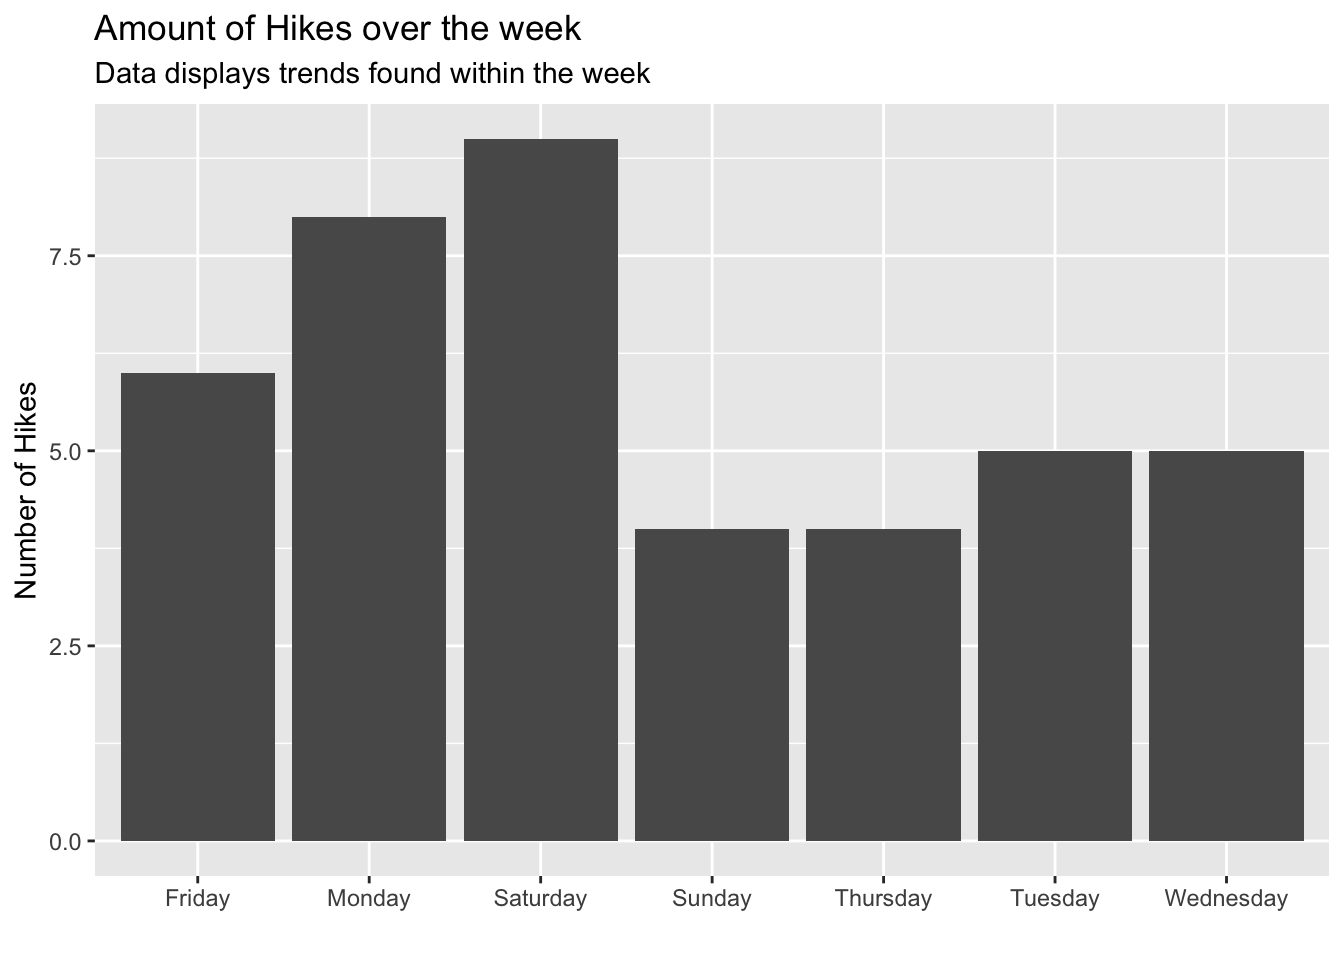 Amount of Hikes over the week
Data displays trends found within the week
Number of Hikes
7.5
5.0
2.5
0.0
Friday Monday Saturday Sunday Thursday Tuesday Wednesday